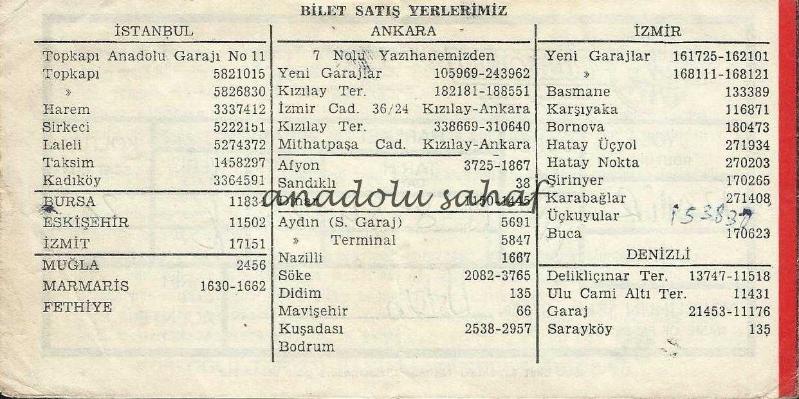 BİLET SATIŞ YERLERİMİZ
İSTANBUL
Topkapı Anadolu Garajı No 11
Topkapı 5821015
» 5826830
Harem 3337412
Sirkeci 5222151
Laleli 5274372
Taksim 1458297
Kadıköy 3364591
BURSA 11834
ESKİŞEHİR 11502
İZMİT 17151
MUĞLA 2456
MARMARİS 1630-1662
FETHİYE
ANKARA
7 Nolu Yazıhanemizden
Yeni Garajlar 105969-243962
Kızılay Ter. 182181-188551
İzmir Cad. 36/24 Kızılay-Ankara
Kızılay Ter. 338669-310640
Mithatpaşa Cad. Kızılay-Ankara
Afyon 3725-1867
Sandıklı 38
Dinar 1150-1445
Aydın (S. Garaj) 5691
» Terminal 5847
Nazilli 1667
Söke 2082-3765
Didim 135
Mavişehir 66
Kuşadası 2538-2957
Bodrum
İZMİR
Yeni Garajlar 161725-162101
» 168111-168121
Basmane 133389
Karşıyaka 116871
Bornova 180473
Hatay Üçyol 271934
Hatay Nokta 270203
Şirinyer 170265
Karabağlar 271408
Üçkuyular 153837
Buca 170623
DENİZLİ
Delikliçınar Ter. 13747-11518
Ulu Cami Altı Ter. 11431
Garaj 21453-11176
Sarayköy 135
anadolu sahaf